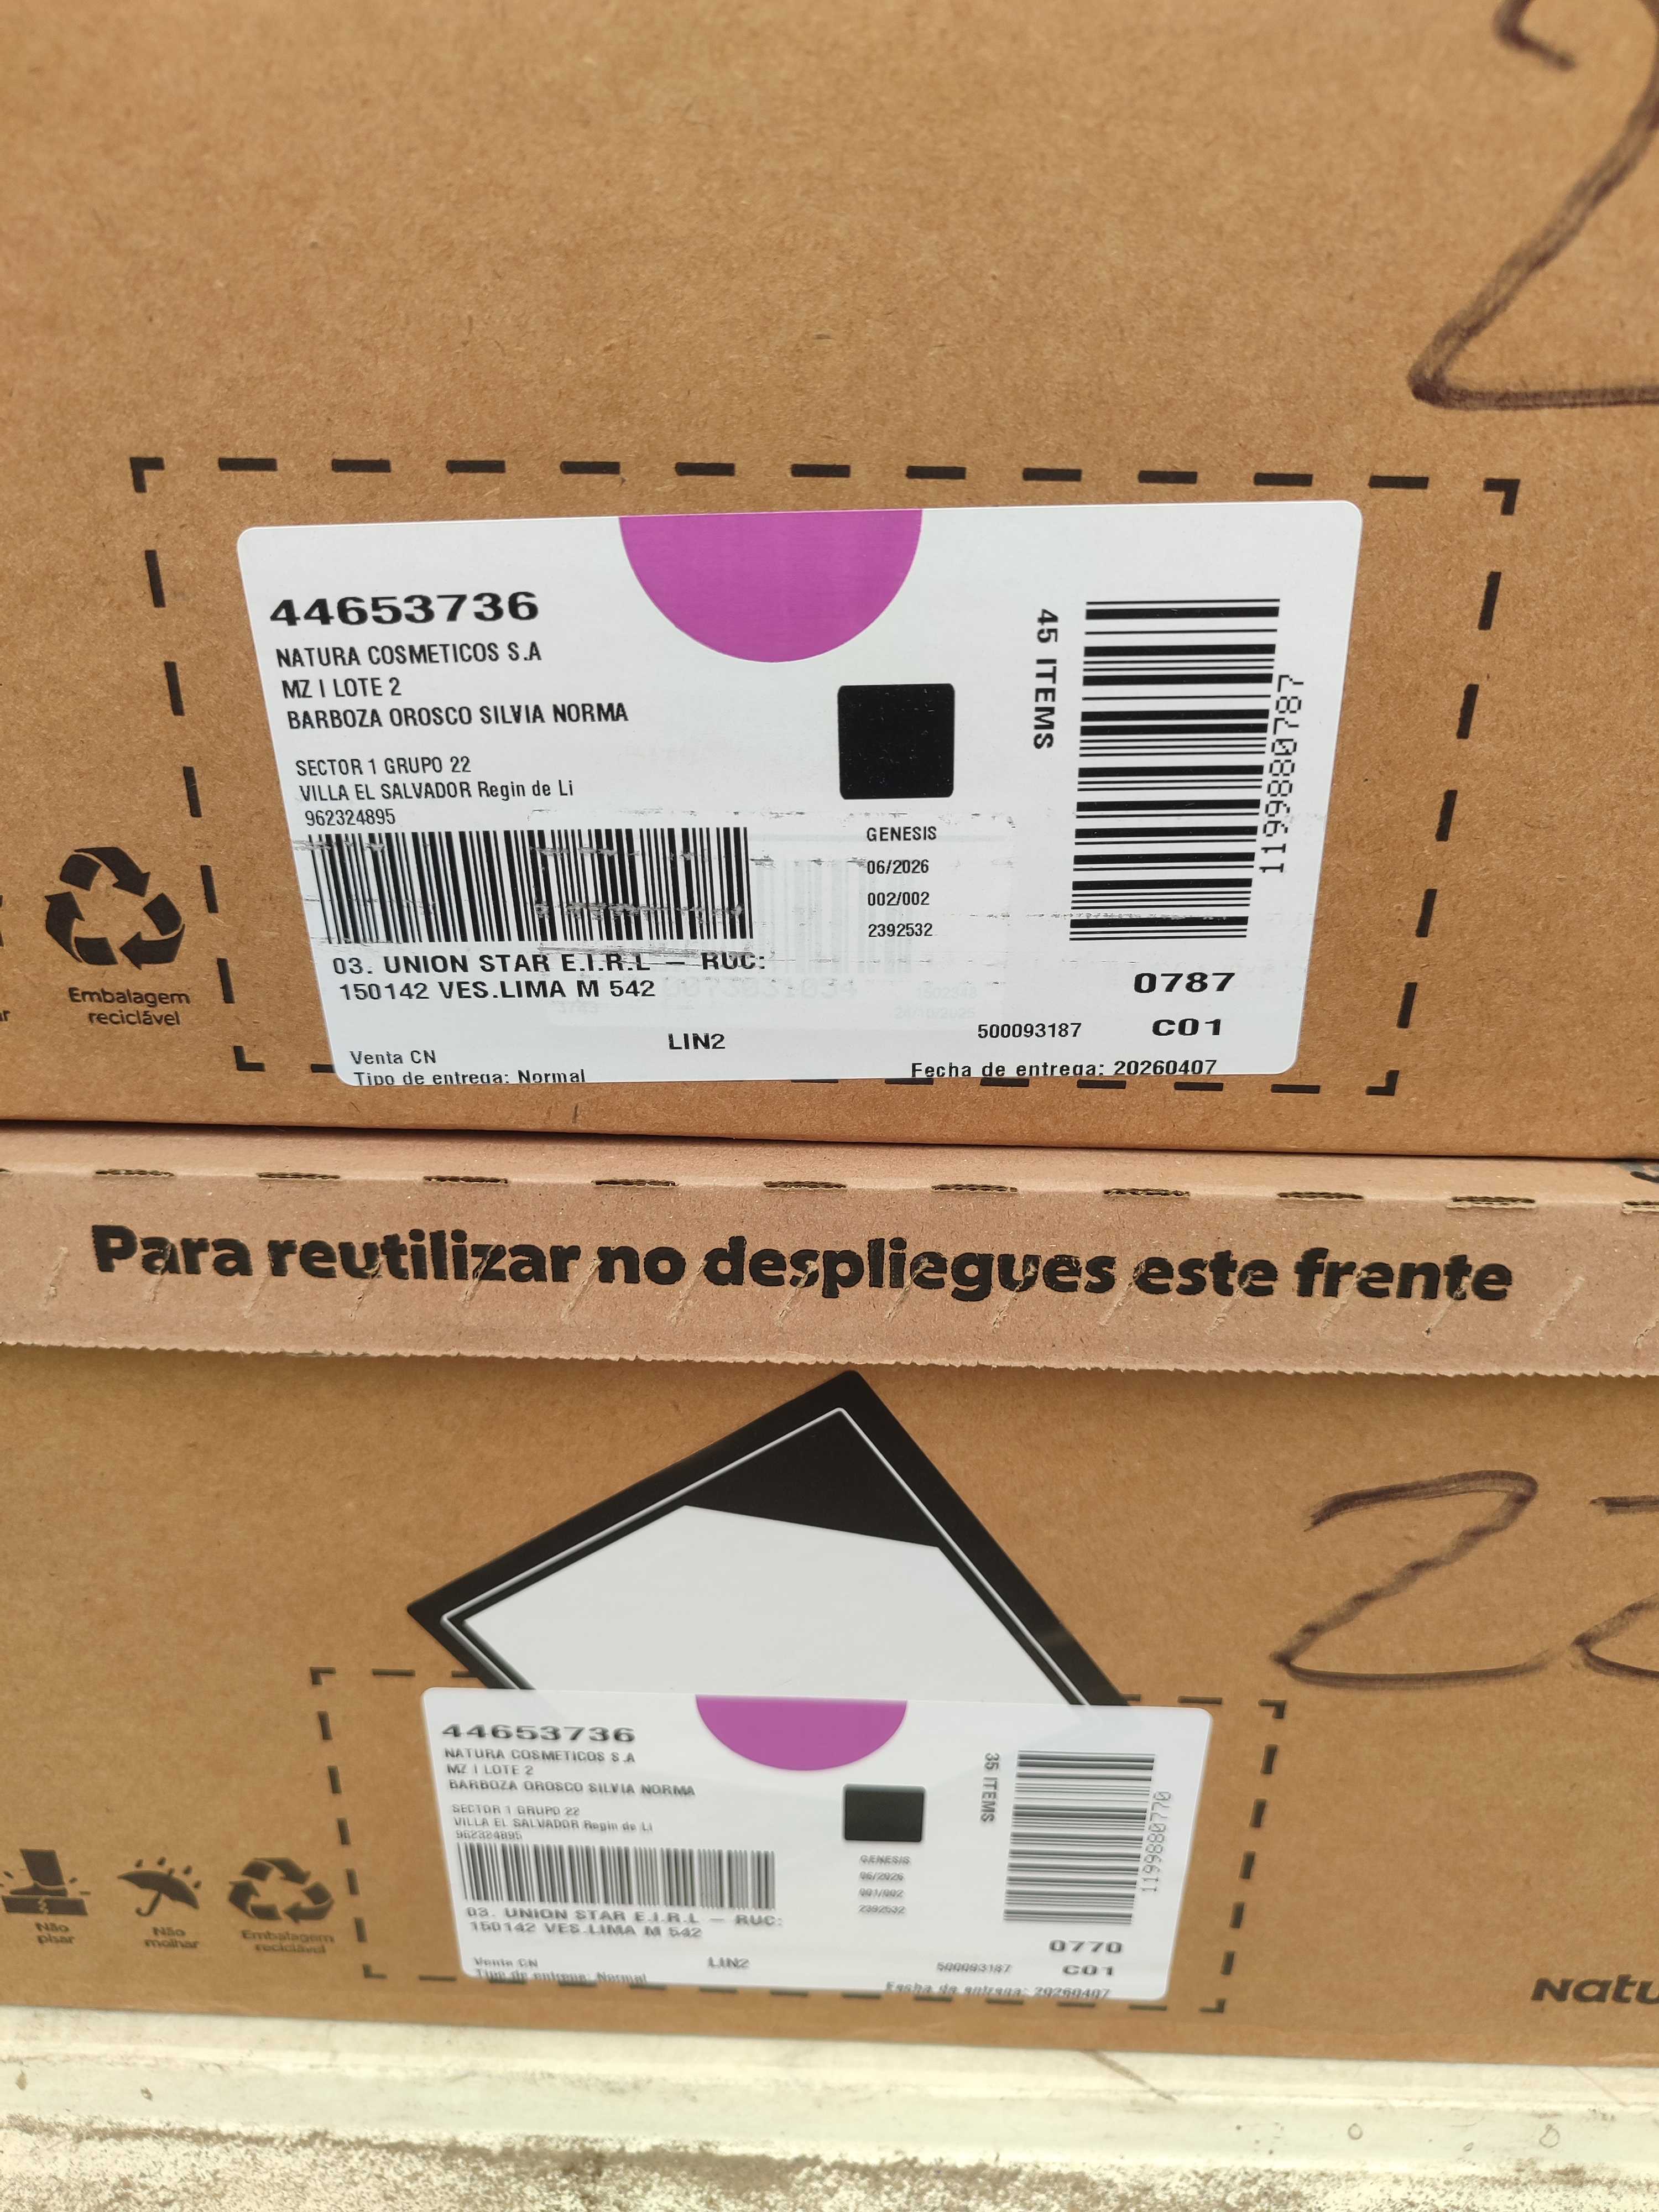 2
44653736
NATURA COSMETICOS S.A
MZ I LOTE 2
BARBOZA OROSCO SILVIA NORMA
SECTOR 1 GRUPO 22
VILLA EL SALVADOR Regin de Li
962324895
45 ITEMS
1199880787
GENESIS
06/2026
002/002
2392532
03. UNION STAR E.I.R.L – RUC:
150142 VES.LIMA M 542
0787
LIN2
500093187
C01
Venta CN
Tipo de entrega: Normal
Fecha de entrega: 20260407
Embalagem
reciclável
Para reutilizar no despliegues este frente
22
44653736
NATURA COSMETICOS S.A
MZ I LOTE 2
BARBOZA OROSCO SILVIA NORMA
SECTOR 1 GRUPO 22
VILLA EL SALVADOR Regin de Li
962324895
35 ITEMS
1199880770
GENESIS
06/2026
001/002
2392532
03. UNION STAR E.I.R.L – RUC:
150142 VES.LIMA M 542
0770
LIN2
500093187
C01
Venta CN
Tipo de entrega: Normal
Fecha de entrega: 20260407
Não
pisar
Não
molhar
Embalagem
reciclável
Natu